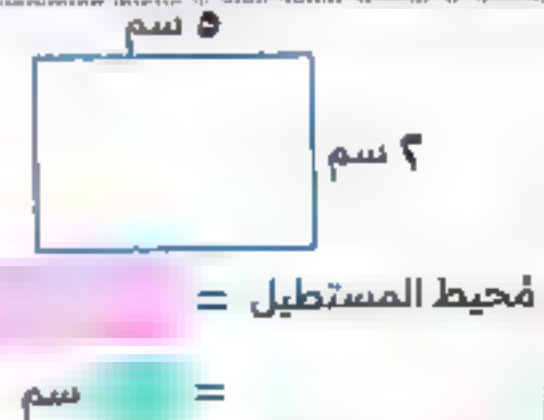 ٥ سم
٢ سم
محيط المستطيل =
= سم